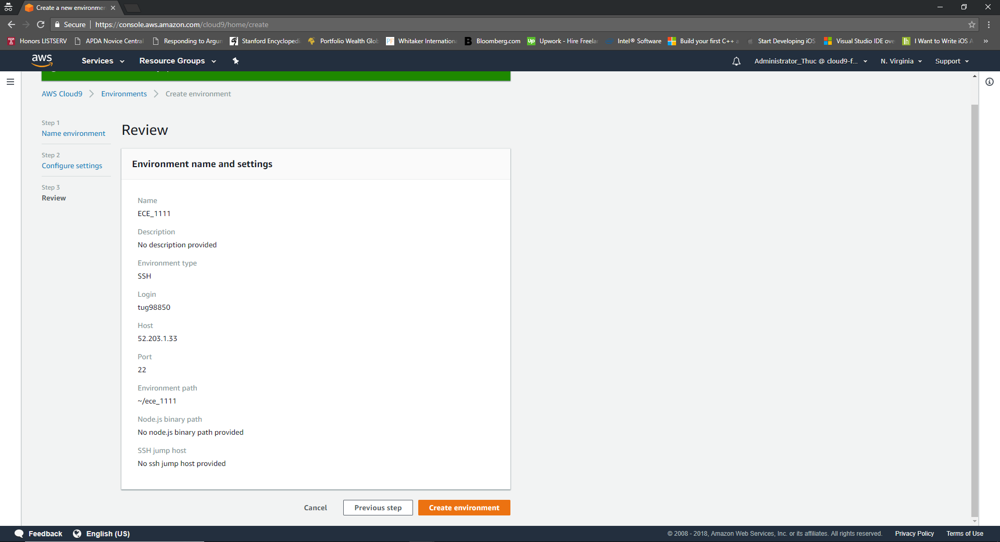 Create a new environmen
Secure
https://console.aws.amazon.com/cloud9/home/create
Honors LISTSERV
APDA Novice Central
Responding to Argun
Stanford Encyclopedi
Portfolio Wealth Glob
PF
Whitaker Internation
Bloomberg.com
Up
Upwork - Hire Freelan
Intel® Software
Build your first C++ a
Start Developing iOS
Visual Studio IDE ove
I Want to Write iOS A
aws
Services
Resource Groups
Administrator_Thuc @ cloud9-f...
N. Virginia
Support
AWS Cloud9
Environments
Create environment
Step 1
Name environment
Step 2
Configure settings
Step 3
Review
Review
Environment name and settings
Name
ECE_1111
Description
No description provided
Environment type
SSH
Login
tug98850
Host
52.203.1.33
Port
22
Environment path
~/ece_1111
Node.js binary path
No node.js binary path provided
SSH jump host
No ssh jump host provided
Cancel
Previous step
Create environment
Feedback
English (US)
© 2008 - 2018, Amazon Web Services, Inc. or its affiliates. All rights reserved.
Privacy Policy
Terms of Use